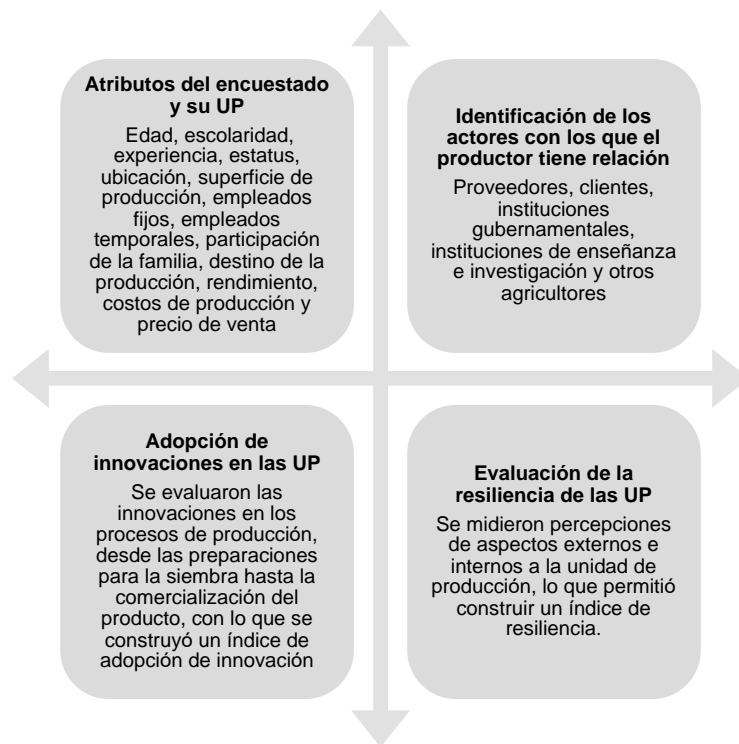 Atributos del encuestado
y su UP
Edad, escolaridad,
experiencia, estatus,
ubicación, superficie de
producción, empleados
fijos, empleados
temporales, participación
de la familia, destino de la
producción, rendimiento,
costos de producción y
precio de venta
Identificación de los
actores con los que el
productor tiene relación
Proveedores, clientes,
instituciones
gubernamentales,
instituciones de enseñanza
e investigación y otros
agricultores
Adopción de
innovaciones en las UP
Se evaluaron las
innovaciones en los
procesos de producción,
desde las preparaciones
para la siembra hasta la
comercialización del
producto, con lo que se
construyó un índice de
adopción de innovación
Evaluación de la
resiliencia de las UP
Se midieron percepciones
de aspectos externos e
internos a la unidad de
producción, lo que permitió
construir un índice de
resiliencia.